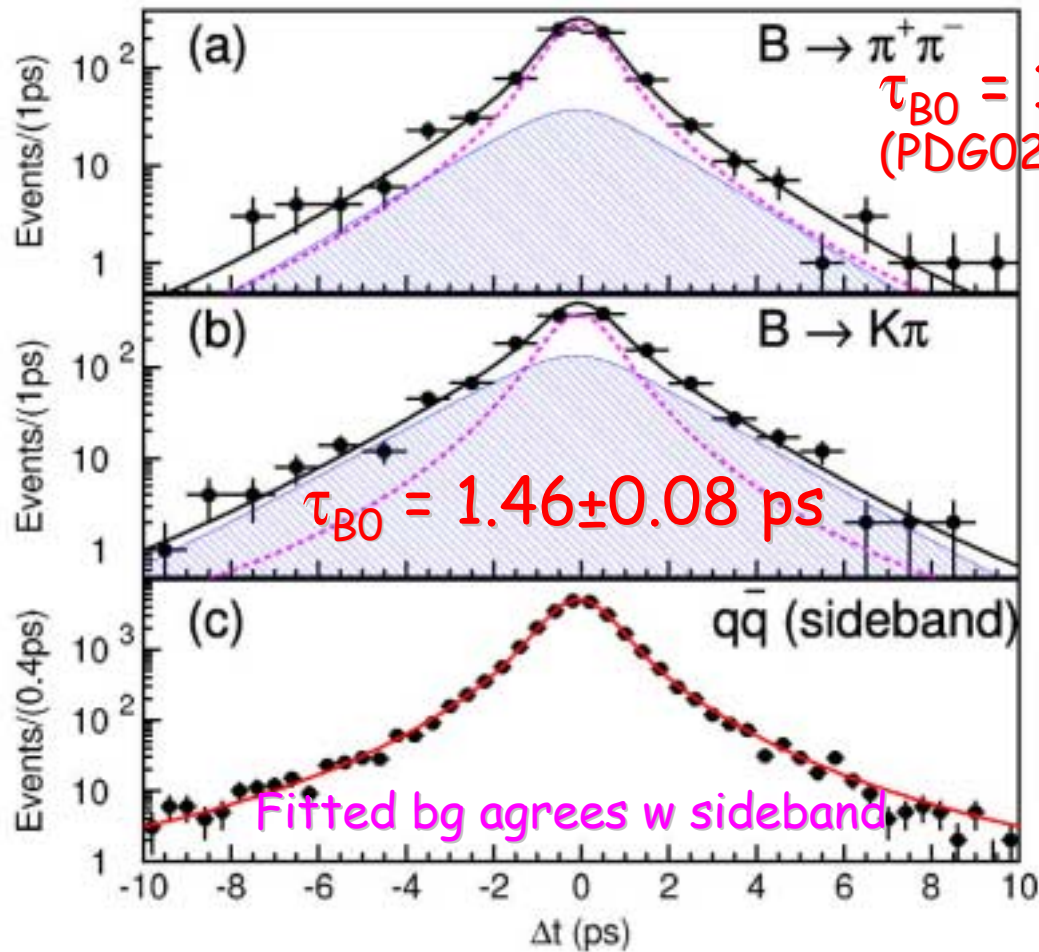 (a)
B → π⁺π⁻
τB0 =
(PDG02
Events/(1ps)
10²
10
1
(b)
B → Kπ
τB0 = 1.46±0.08 ps
Events/(1ps)
10²
10
1
(c)
qq̄ (sideband)
Fitted bg agrees w sideband
Events/(0.4ps)
10³
10²
10
1
-10 -8 -6 -4 -2 0 2 4 6 8 10
Δt (ps)